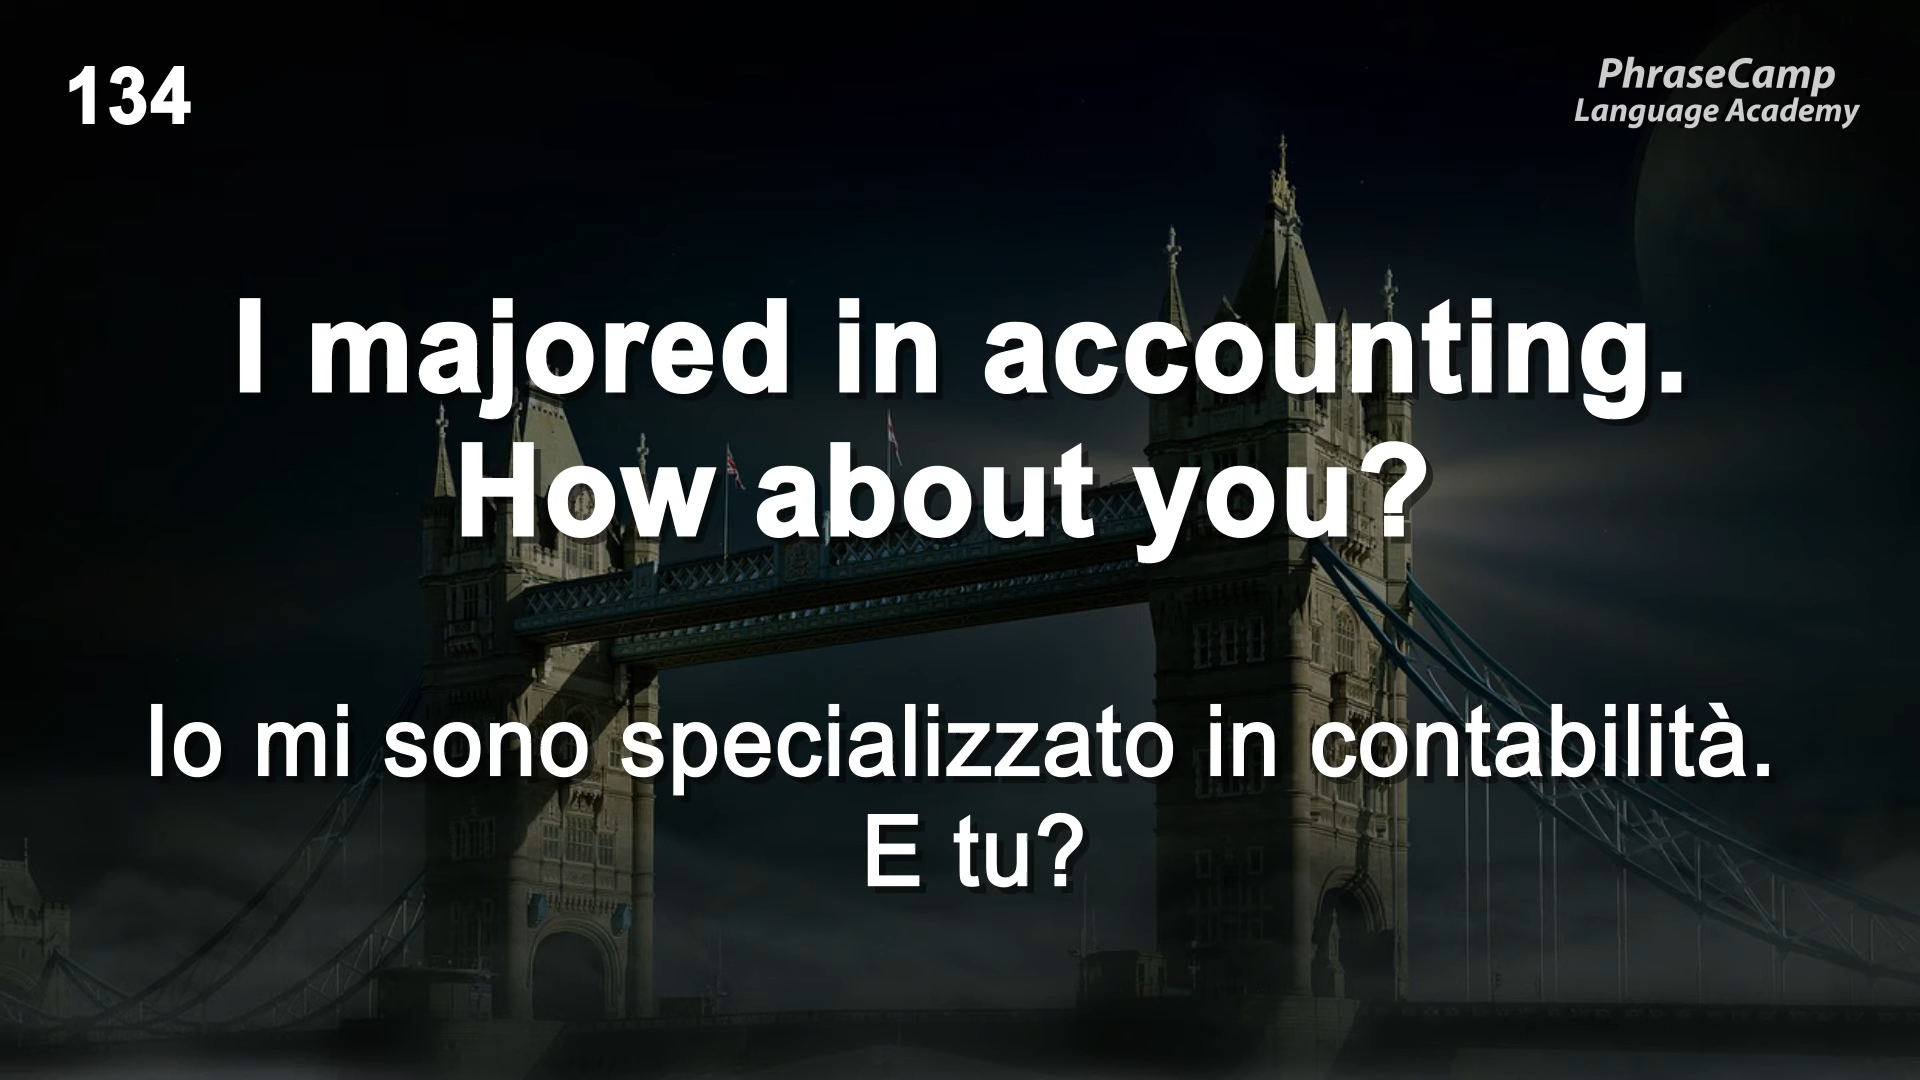 134
PhraseCamp
Language Academy
I majored in accounting.
How about you?
Io mi sono specializzato in contabilità.
E tu?